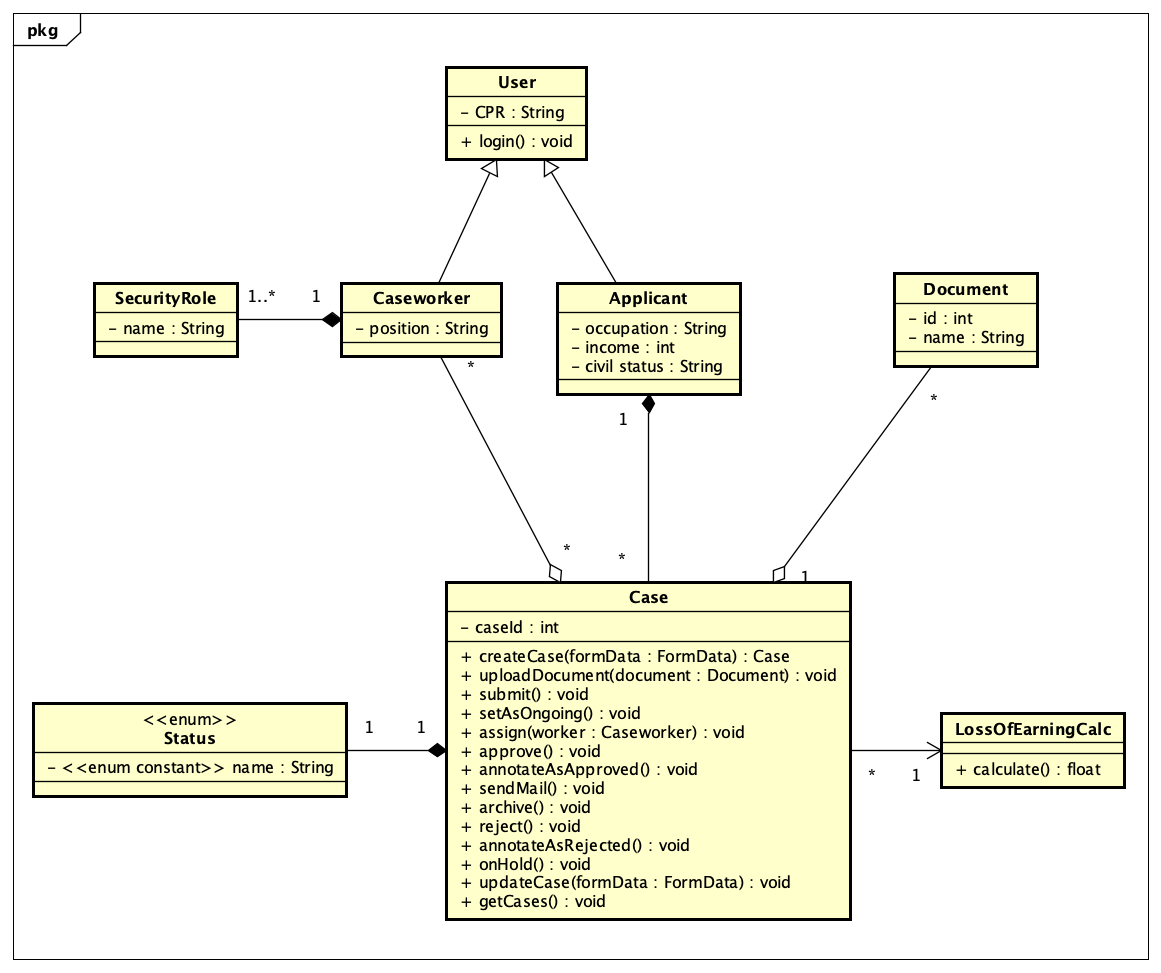 pkg
User
- CPR : String
+ login() : void
SecurityRole
- name : String
1..*
1
Caseworker
- position : String
*
Applicant
- occupation : String
- income : int
- civil status : String
1
Document
- id : int
- name : String
*
*
*
1
Case
- caseId : int
+ createCase(formData : FormData) : Case
+ uploadDocument(document : Document) : void
+ submit() : void
+ setAsOngoing() : void
+ assign(worker : Caseworker) : void
+ approve() : void
+ annotateAsApproved() : void
+ sendMail() : void
+ archive() : void
+ reject() : void
+ annotateAsRejected() : void
+ onHold() : void
+ updateCase(formData : FormData) : void
+ getCases() : void
<<enum>>
Status
- <<enum constant>> name : String
1
1
*
1
LossOfEarningCalc
+ calculate() : float